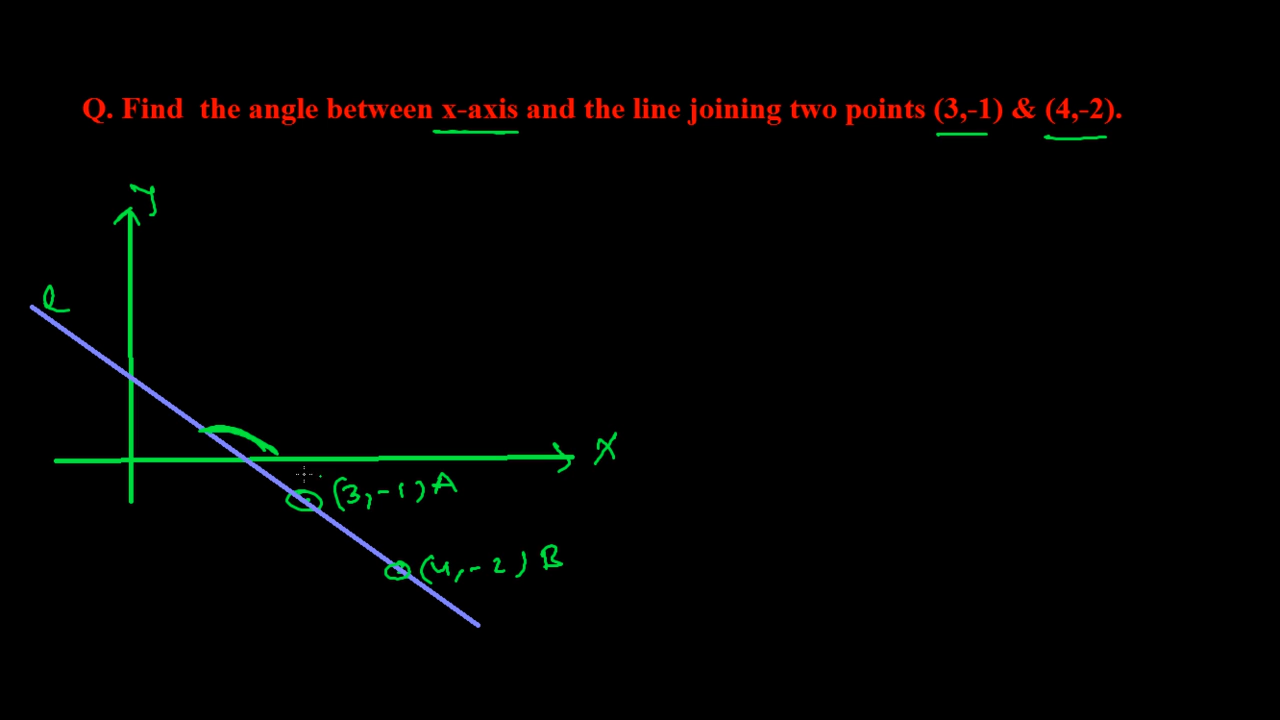 Q. Find the angle between x-axis and the line joining two points (3,-1) & (4,-2).
y
l
X
(3,-1) A
(4,-2) B